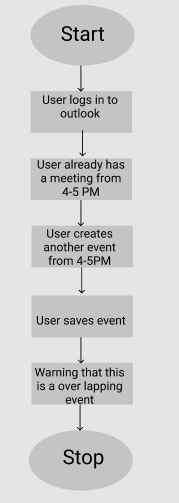 Start
User logs in to
outlook
User already has
a meeting from
4-5 PM
User creates
another event
from 4-5PM
User saves event
Warning that this
is a over lapping
event
Stop